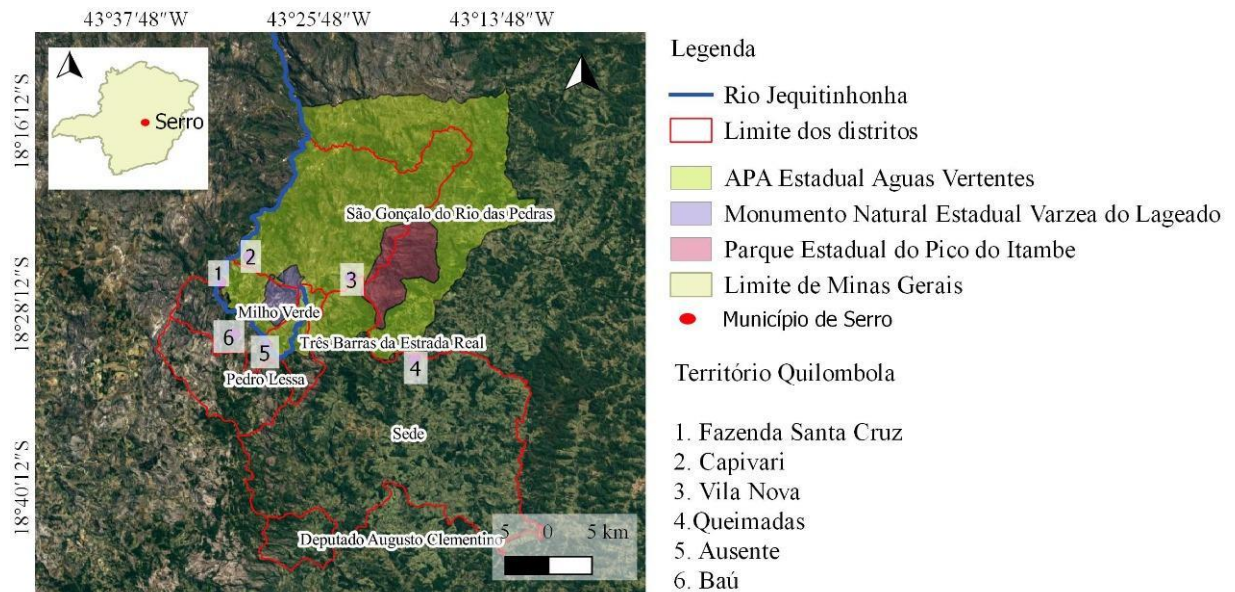 43°37'48"W 43°25'48"W 43°13'48"W
18°16'12"S
18°28'12"S
18°40'12"S
Serro
São Gonçalo do Rio das Pedras
2
1
3
Milho Verde
6
5
Três Barras da Estrada Real
4
Pedro Lessa
Sede
Deputado Augusto Clementino
5 0 5 km
Legenda
Rio Jequitinhonha
Limite dos distritos
APA Estadual Aguas Vertentes
Monumento Natural Estadual Varzea do Lageado
Parque Estadual do Pico do Itambe
Limite de Minas Gerais
Município de Serro
Território Quilombola
1. Fazenda Santa Cruz
2. Capivari
3. Vila Nova
4.Queimadas
5. Ausente
6. Baú